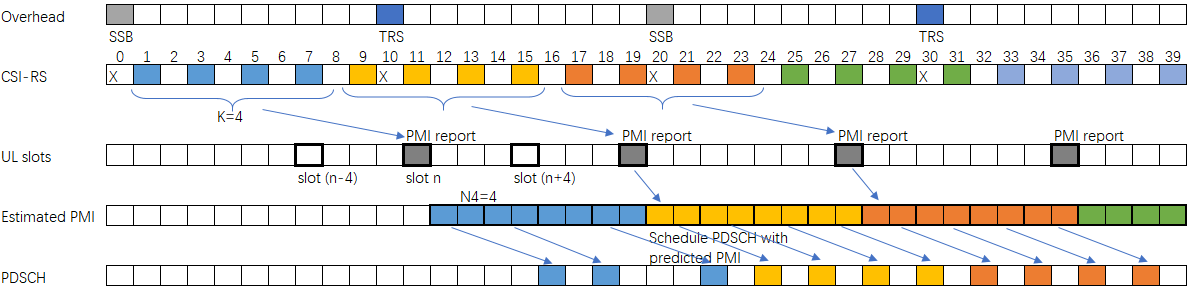 Overhead
SSB TRS SSB TRS
0 1 2 3 4 5 6 7 8 9 10 11 12 13 14 15 16 17 18 19 20 21 22 23 24 25 26 27 28 29 30 31 32 33 34 35 36 37 38 39
CSI-RS X X X X
K=4
PMI report PMI report PMI report PMI report
UL slots
slot (n-4) slot n slot (n+4)
N4=4
Estimated PMI
Schedule PDSCH with
predicted PMI
PDSCH